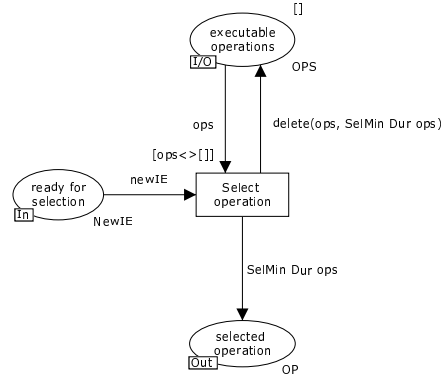 []
executable
operations
I/O
OPS
ops
delete(ops, SelMin Dur ops)
[ops<>[]]
newIE
ready for
selection
In
NewIE
Select
operation
SelMin Dur ops
selected
operation
Out
OP